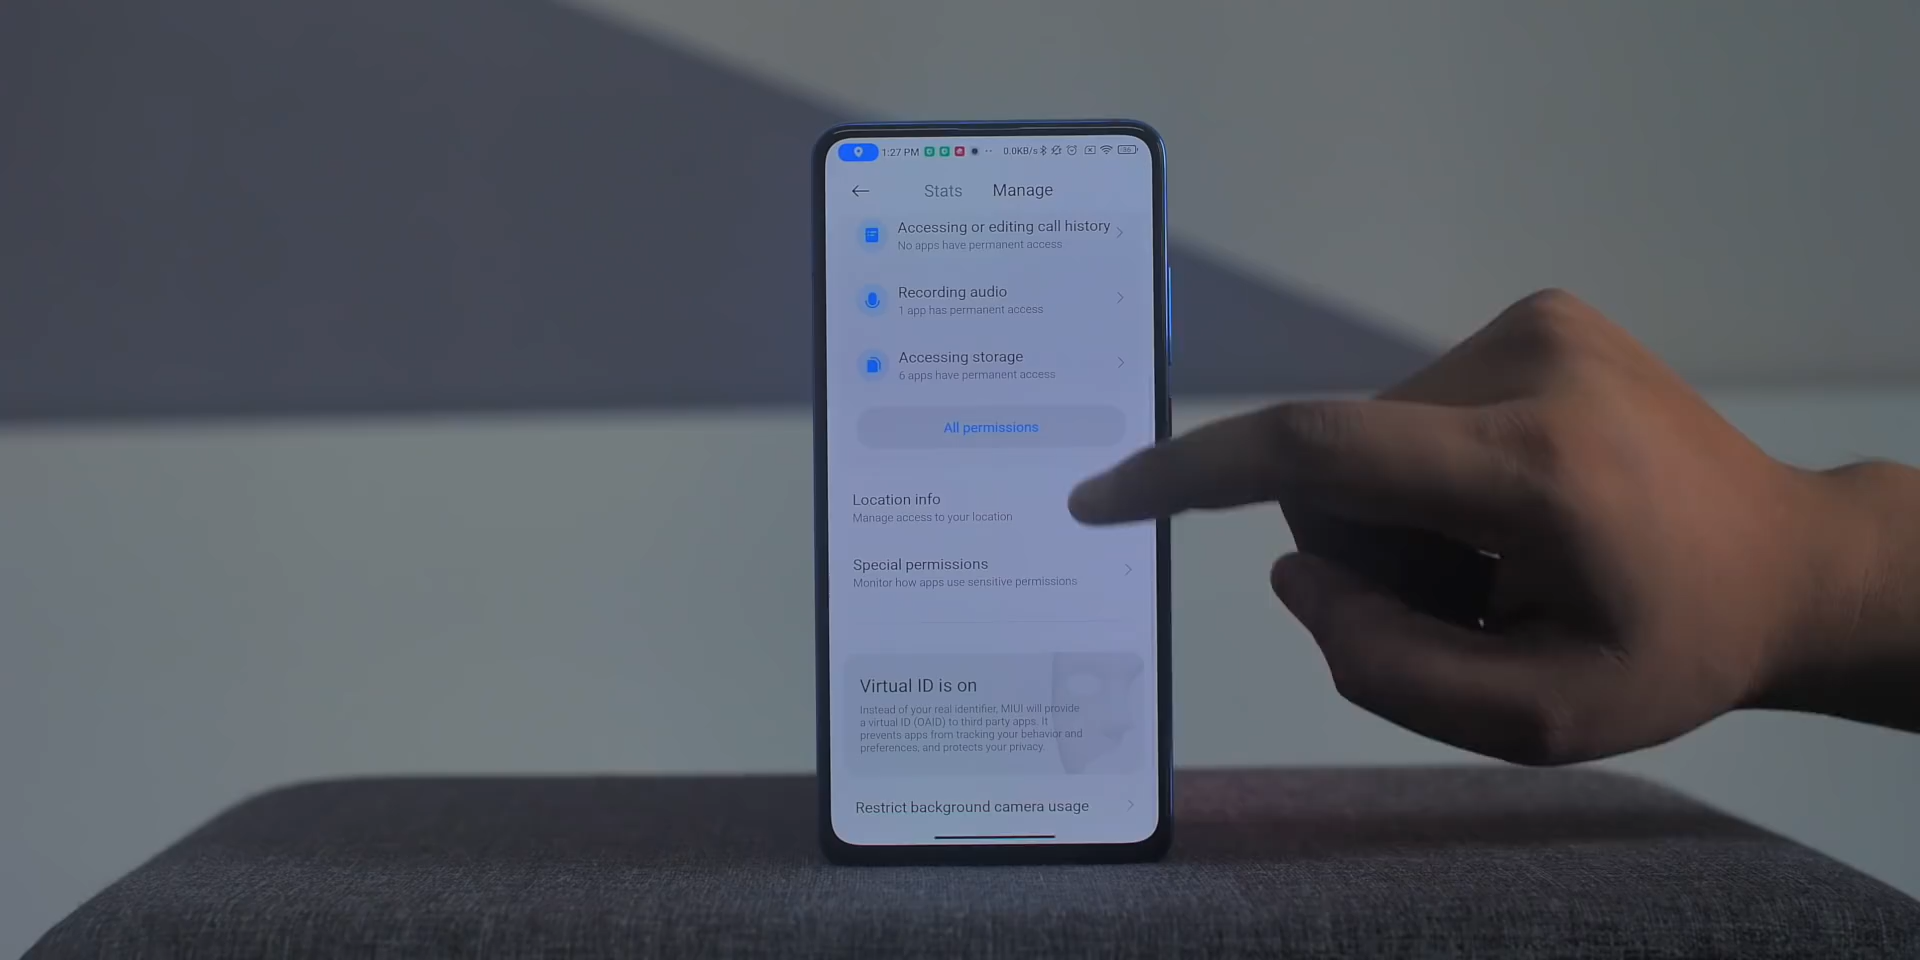 1:27 PM 0.0KB/s 86
Stats Manage
Accessing or editing call history
No apps have permanent access
Recording audio
1 app has permanent access
Accessing storage
6 apps have permanent access
All permissions
Location info
Manage access to your location
Special permissions
Monitor how apps use sensitive permissions
Virtual ID is on
Instead of your real identifier, MIUI will provide
a virtual ID (OAID) to third party apps. It
prevents apps from tracking your behavior and
preferences, and protects your privacy.
Restrict background camera usage